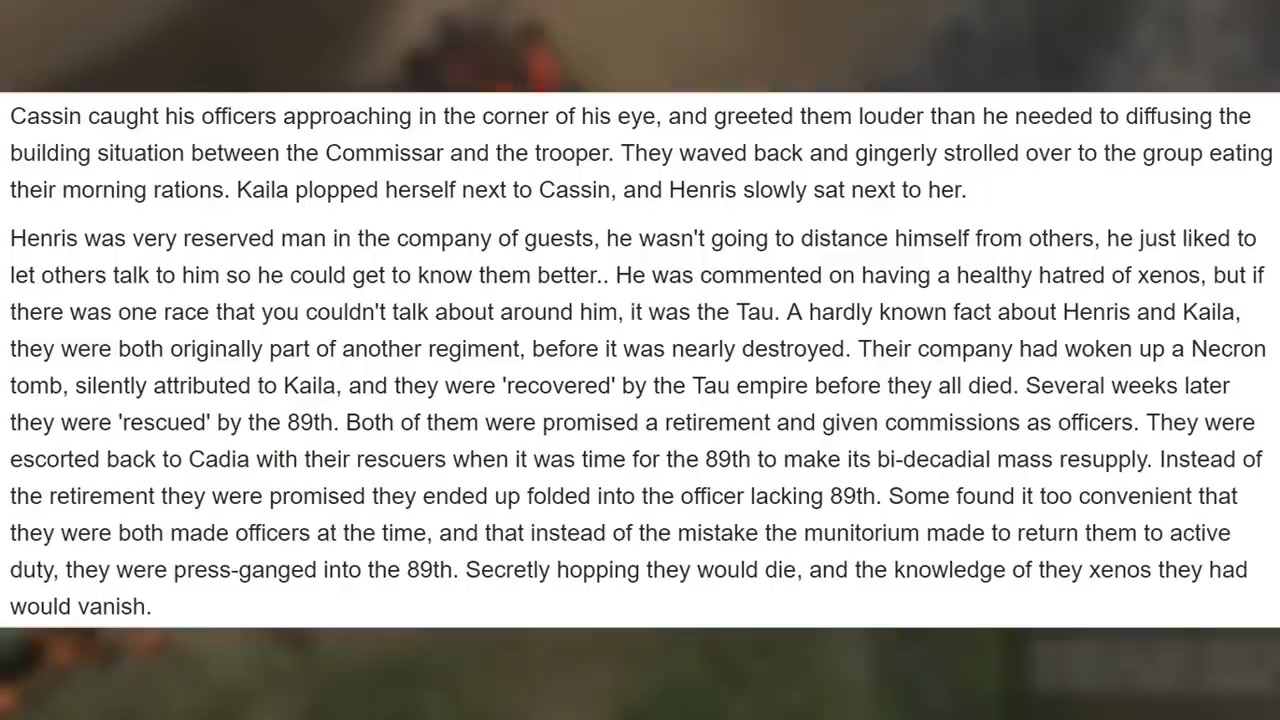 Cassin caught his officers approaching in the corner of his eye, and greeted them louder than he needed to diffusing the
building situation between the Commissar and the trooper. They waved back and gingerly strolled over to the group eating
their morning rations. Kaila plopped herself next to Cassin, and Henris slowly sat next to her.
Henris was very reserved man in the company of guests, he wasn't going to distance himself from others, he just liked to
let others talk to him so he could get to know them better.. He was commented on having a healthy hatred of xenos, but if
there was one race that you couldn't talk about around him, it was the Tau. A hardly known fact about Henris and Kaila,
they were both originally part of another regiment, before it was nearly destroyed. Their company had woken up a Necron
tomb, silently attributed to Kaila, and they were 'recovered' by the Tau empire before they all died. Several weeks later
they were 'rescued' by the 89th. Both of them were promised a retirement and given commissions as officers. They were
escorted back to Cadia with their rescuers when it was time for the 89th to make its bi-decadial mass resupply. Instead of
the retirement they were promised they ended up folded into the officer lacking 89th. Some found it too convenient that
they were both made officers at the time, and that instead of the mistake the munitorium made to return them to active
duty, they were press-ganged into the 89th. Secretly hopping they would die, and the knowledge of they xenos they had
would vanish.